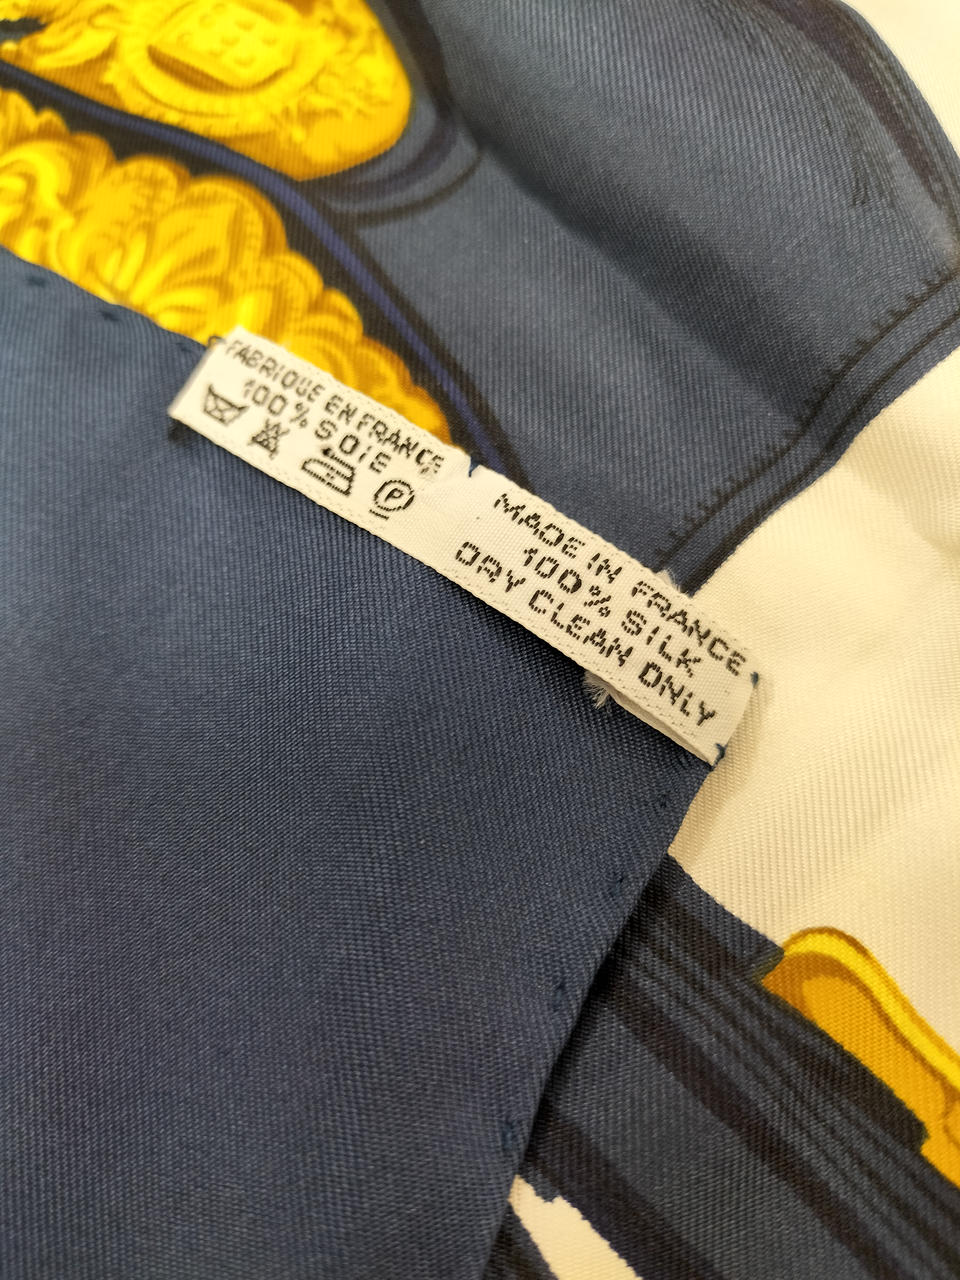 FABRIQUE EN FRANCE
100% SOIE
P
MADE IN FRANCE
100% SILK
DRY CLEAN ONLY